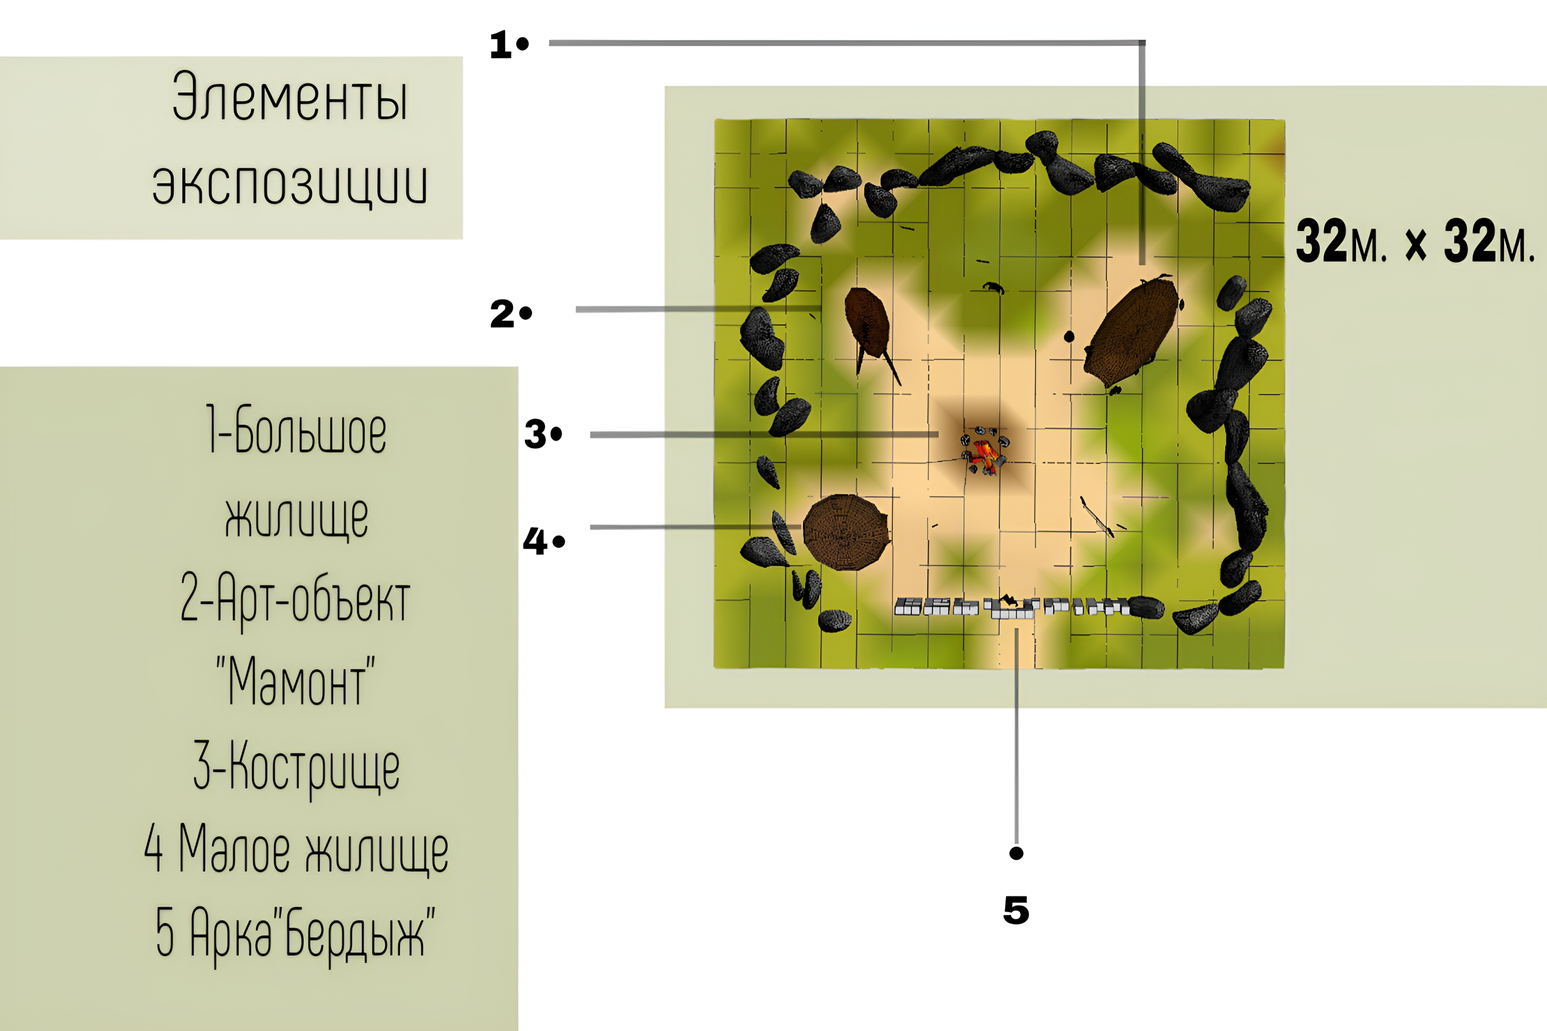 Элементы
экспозиции
1-Большое
жилище
2-Арт-объект
"Мамонт"
3-Кострище
4 Малое жилище
5 Арка"Бердыж"
1•
2•
3•
4•
5
32м. × 32м.